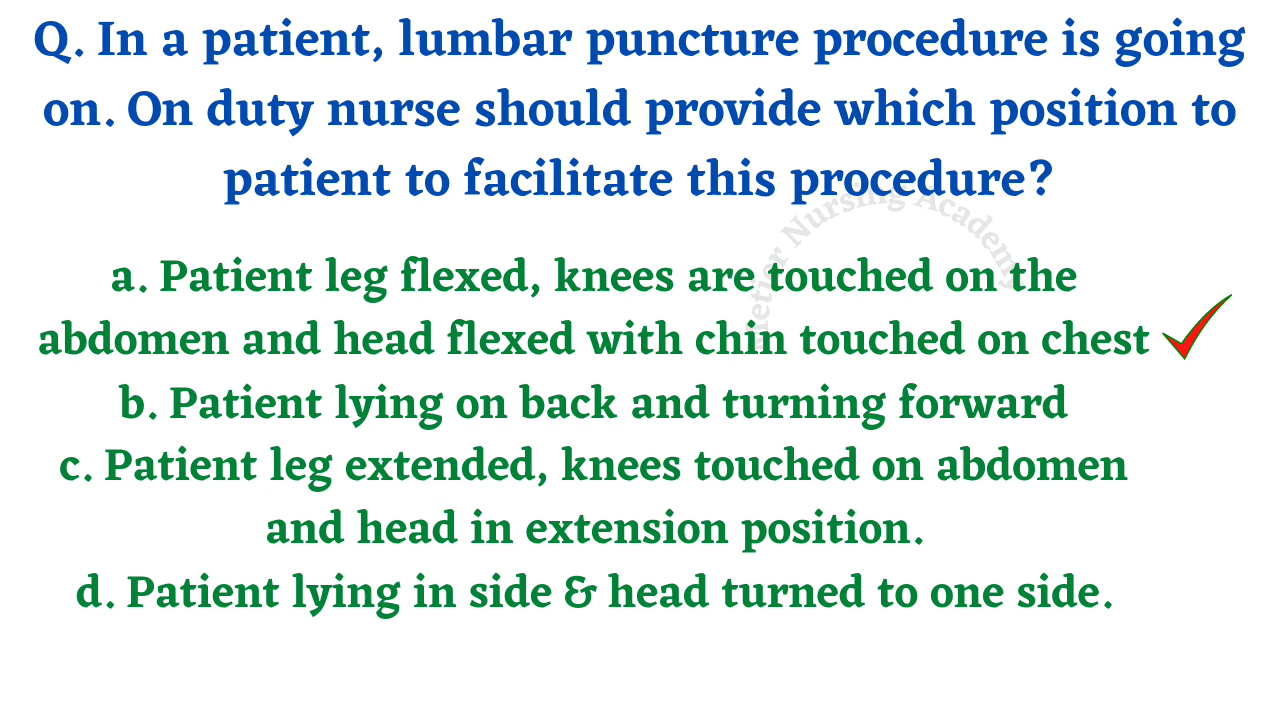 Q. In a patient, lumbar puncture procedure is going
on. On duty nurse should provide which position to
patient to facilitate this procedure?
Nursing Academy
a. Patient leg flexed, knees are touched on the
abdomen and head flexed with chin touched on chest
b. Patient lying on back and turning forward
c. Patient leg extended, knees touched on abdomen
and head in extension position.
d. Patient lying in side & head turned to one side.